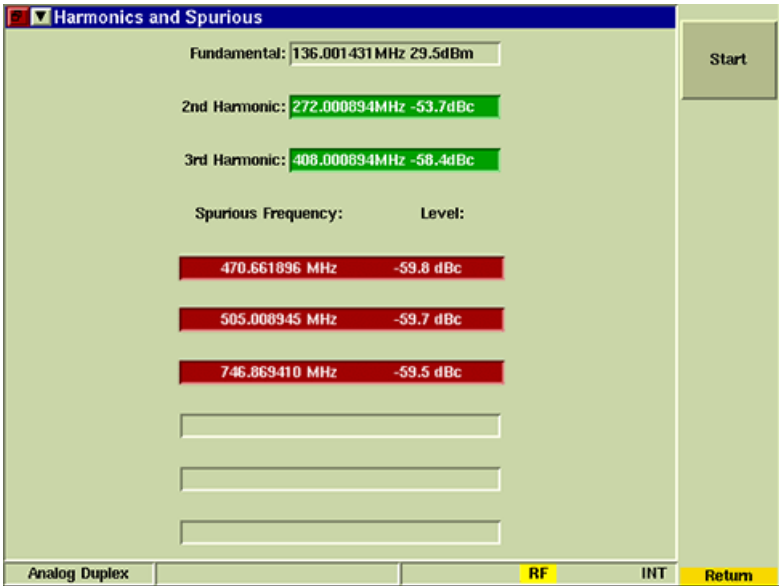 Harmonics and Spurious
Start
Fundamental: 136.001431MHz 29.5dBm
2nd Harmonic: 272.000894MHz -53.7dBc
3rd Harmonic: 408.000894MHz -58.4dBc
Spurious Frequency: Level:
470.661896 MHz -59.8 dBc
505.008945 MHz -59.7 dBc
746.869410 MHz -59.5 dBc
Analog Duplex RF INT Return